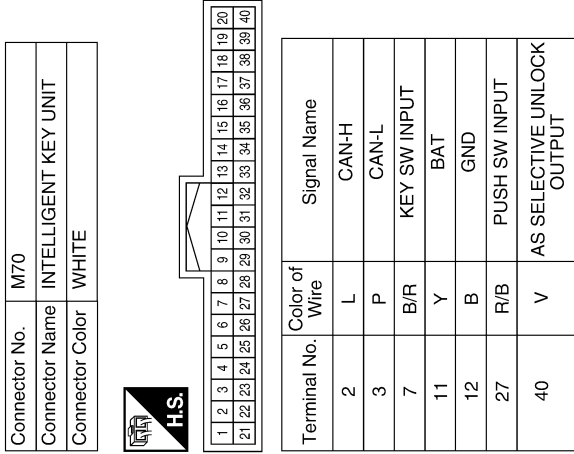 Connector No. M70
Connector Name INTELLIGENT KEY UNIT
Connector Color WHITE
H.S.
1 2 3 4 5 6 7 8 9 10 11 12 13 14 15 16 17 18 19 20
21 22 23 24 25 26 27 28 29 30 31 32 33 34 35 36 37 38 39 40
Terminal No. Color of Wire Signal Name
2 L CAN-H
3 P CAN-L
7 B/R KEY SW INPUT
11 Y BAT
12 B GND
27 R/B PUSH SW INPUT
40 V AS SELECTIVE UNLOCK
OUTPUT